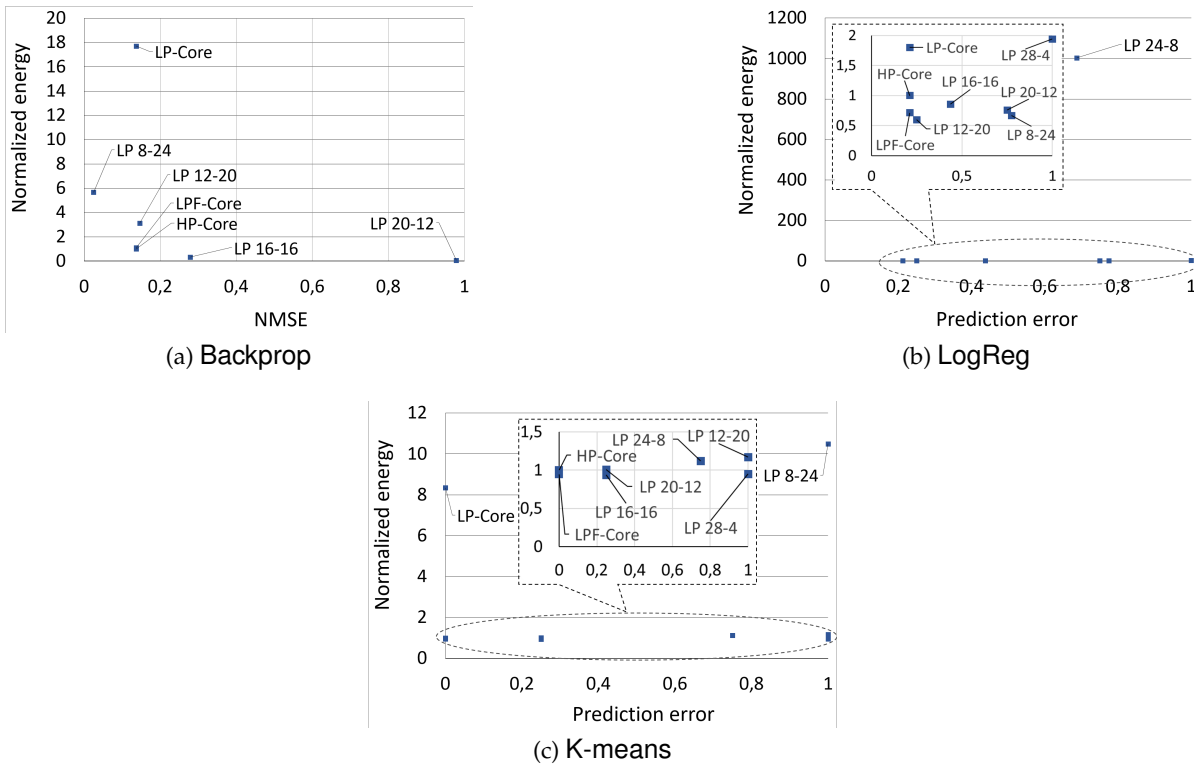 20
18
16
14
12
10
8
6
4
2
0
Normalized energy
LP-Core
LP 8-24
LP 12-20
LPF-Core
HP-Core
LP 16-16
LP 20-12
0 0,2 0,4 0,6 0,8 1
NMSE
(a) Backprop
1200
1000
800
600
400
200
0
Normalized energy
LP 24-8
2
1,5
1
0,5
0
LP-Core
LP 28-4
HP-Core
LP 16-16
LP 20-12
LP 12-20
LP 8-24
LPF-Core
0 0,5 1
0 0,2 0,4 0,6 0,8 1
Prediction error
(b) LogReg
12
10
8
6
4
2
0
Normalized energy
LP-Core
LP 8-24
1,5
1
0,5
0
LP 24-8
LP 12-20
HP-Core
LP 20-12
LP 16-16
LP 28-4
LPF-Core
0 0,2 0,4 0,6 0,8 1
0 0,2 0,4 0,6 0,8 1
Prediction error
(c) K-means